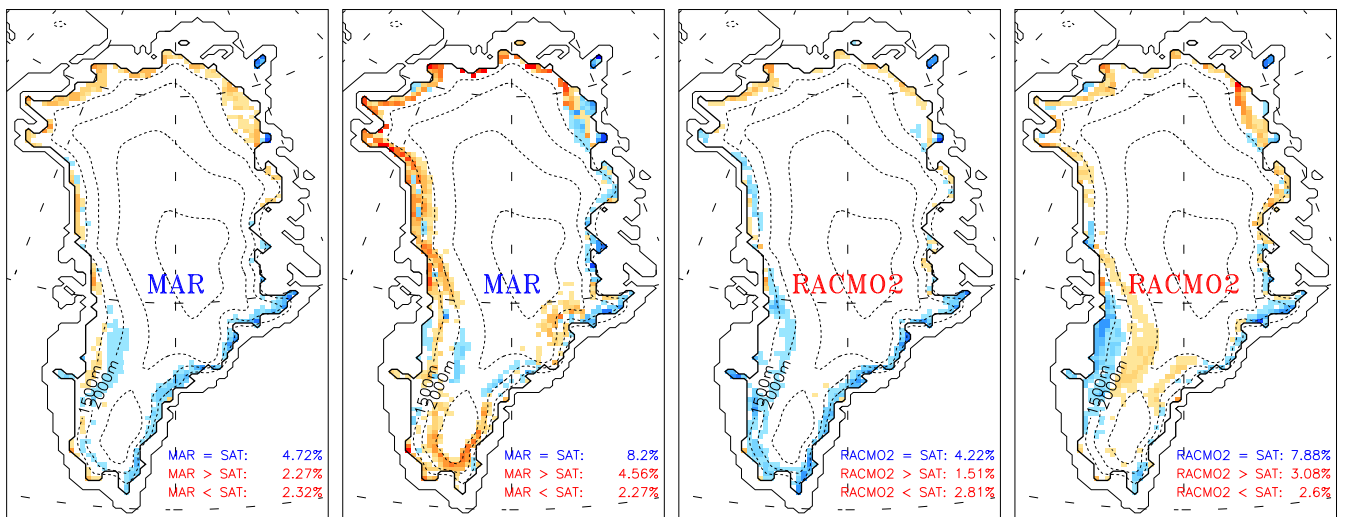 MAR
1500m
2000m
MAR = SAT: 4.72%
MAR > SAT: 2.27%
MAR < SAT: 2.32%
MAR
1500m
2000m
MAR = SAT: 8.2%
MAR > SAT: 4.56%
MAR < SAT: 2.27%
RACMO2
1500m
2000m
RACMO2 = SAT: 4.22%
RACMO2 > SAT: 1.51%
RACMO2 < SAT: 2.81%
RACMO2
1500m
2000m
RACMO2 = SAT: 7.88%
RACMO2 > SAT: 3.08%
RACMO2 < SAT: 2.6%